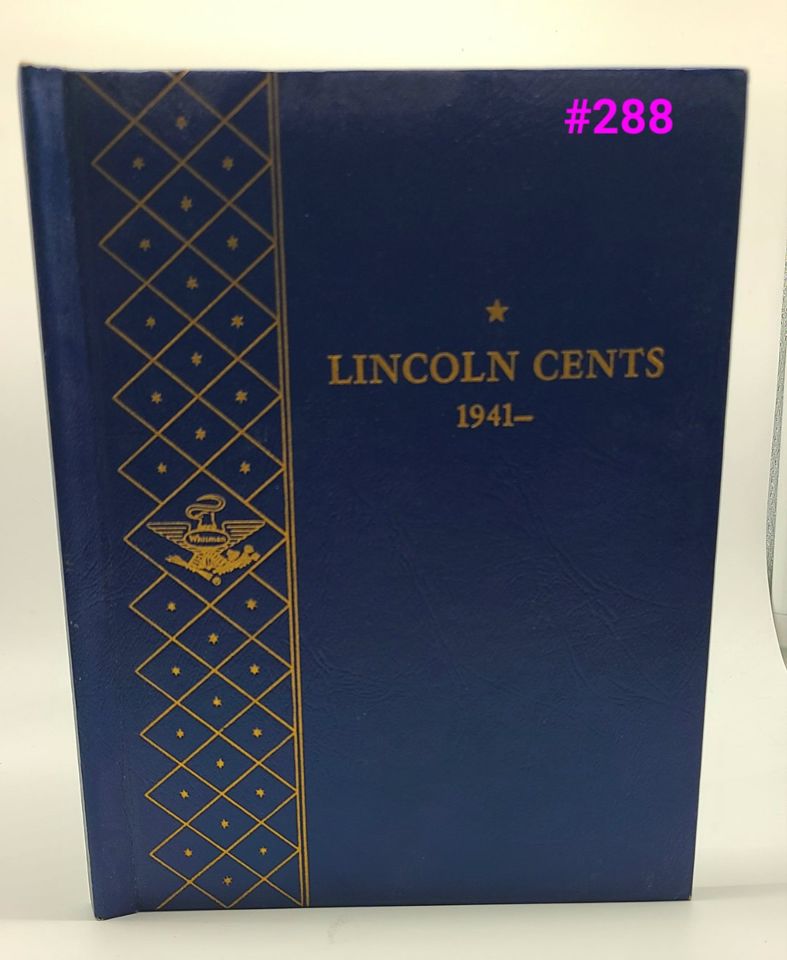 #288
LINCOLN CENTS
1941–
Whitman